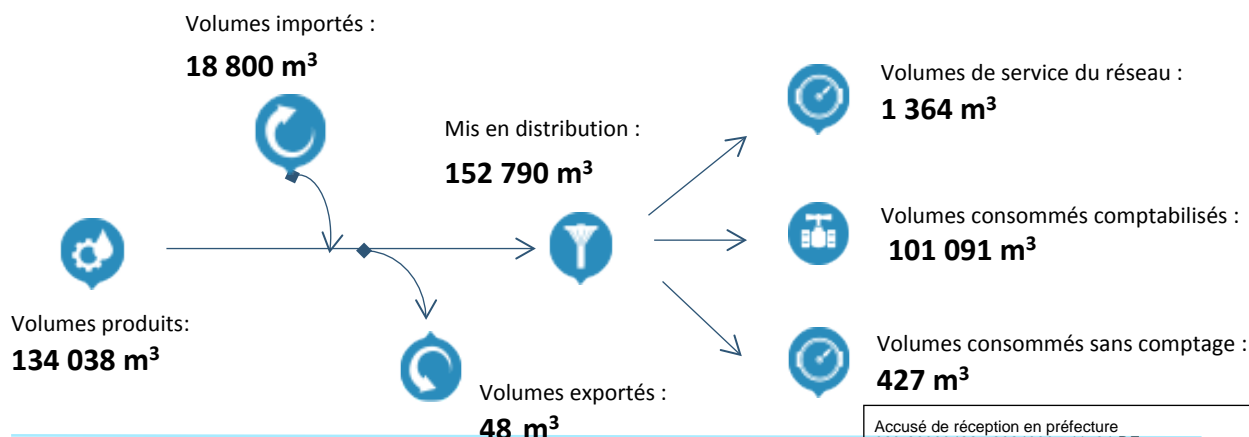 Volumes importés :
18 800 m³
Volumes de service du réseau :
1 364 m³
Mis en distribution :
152 790 m³
Volumes consommés comptabilisés :
101 091 m³
Volumes produits:
134 038 m³
Volumes consommés sans comptage :
427 m³
Volumes exportés :
48 m³
Accusé de réception en préfecture